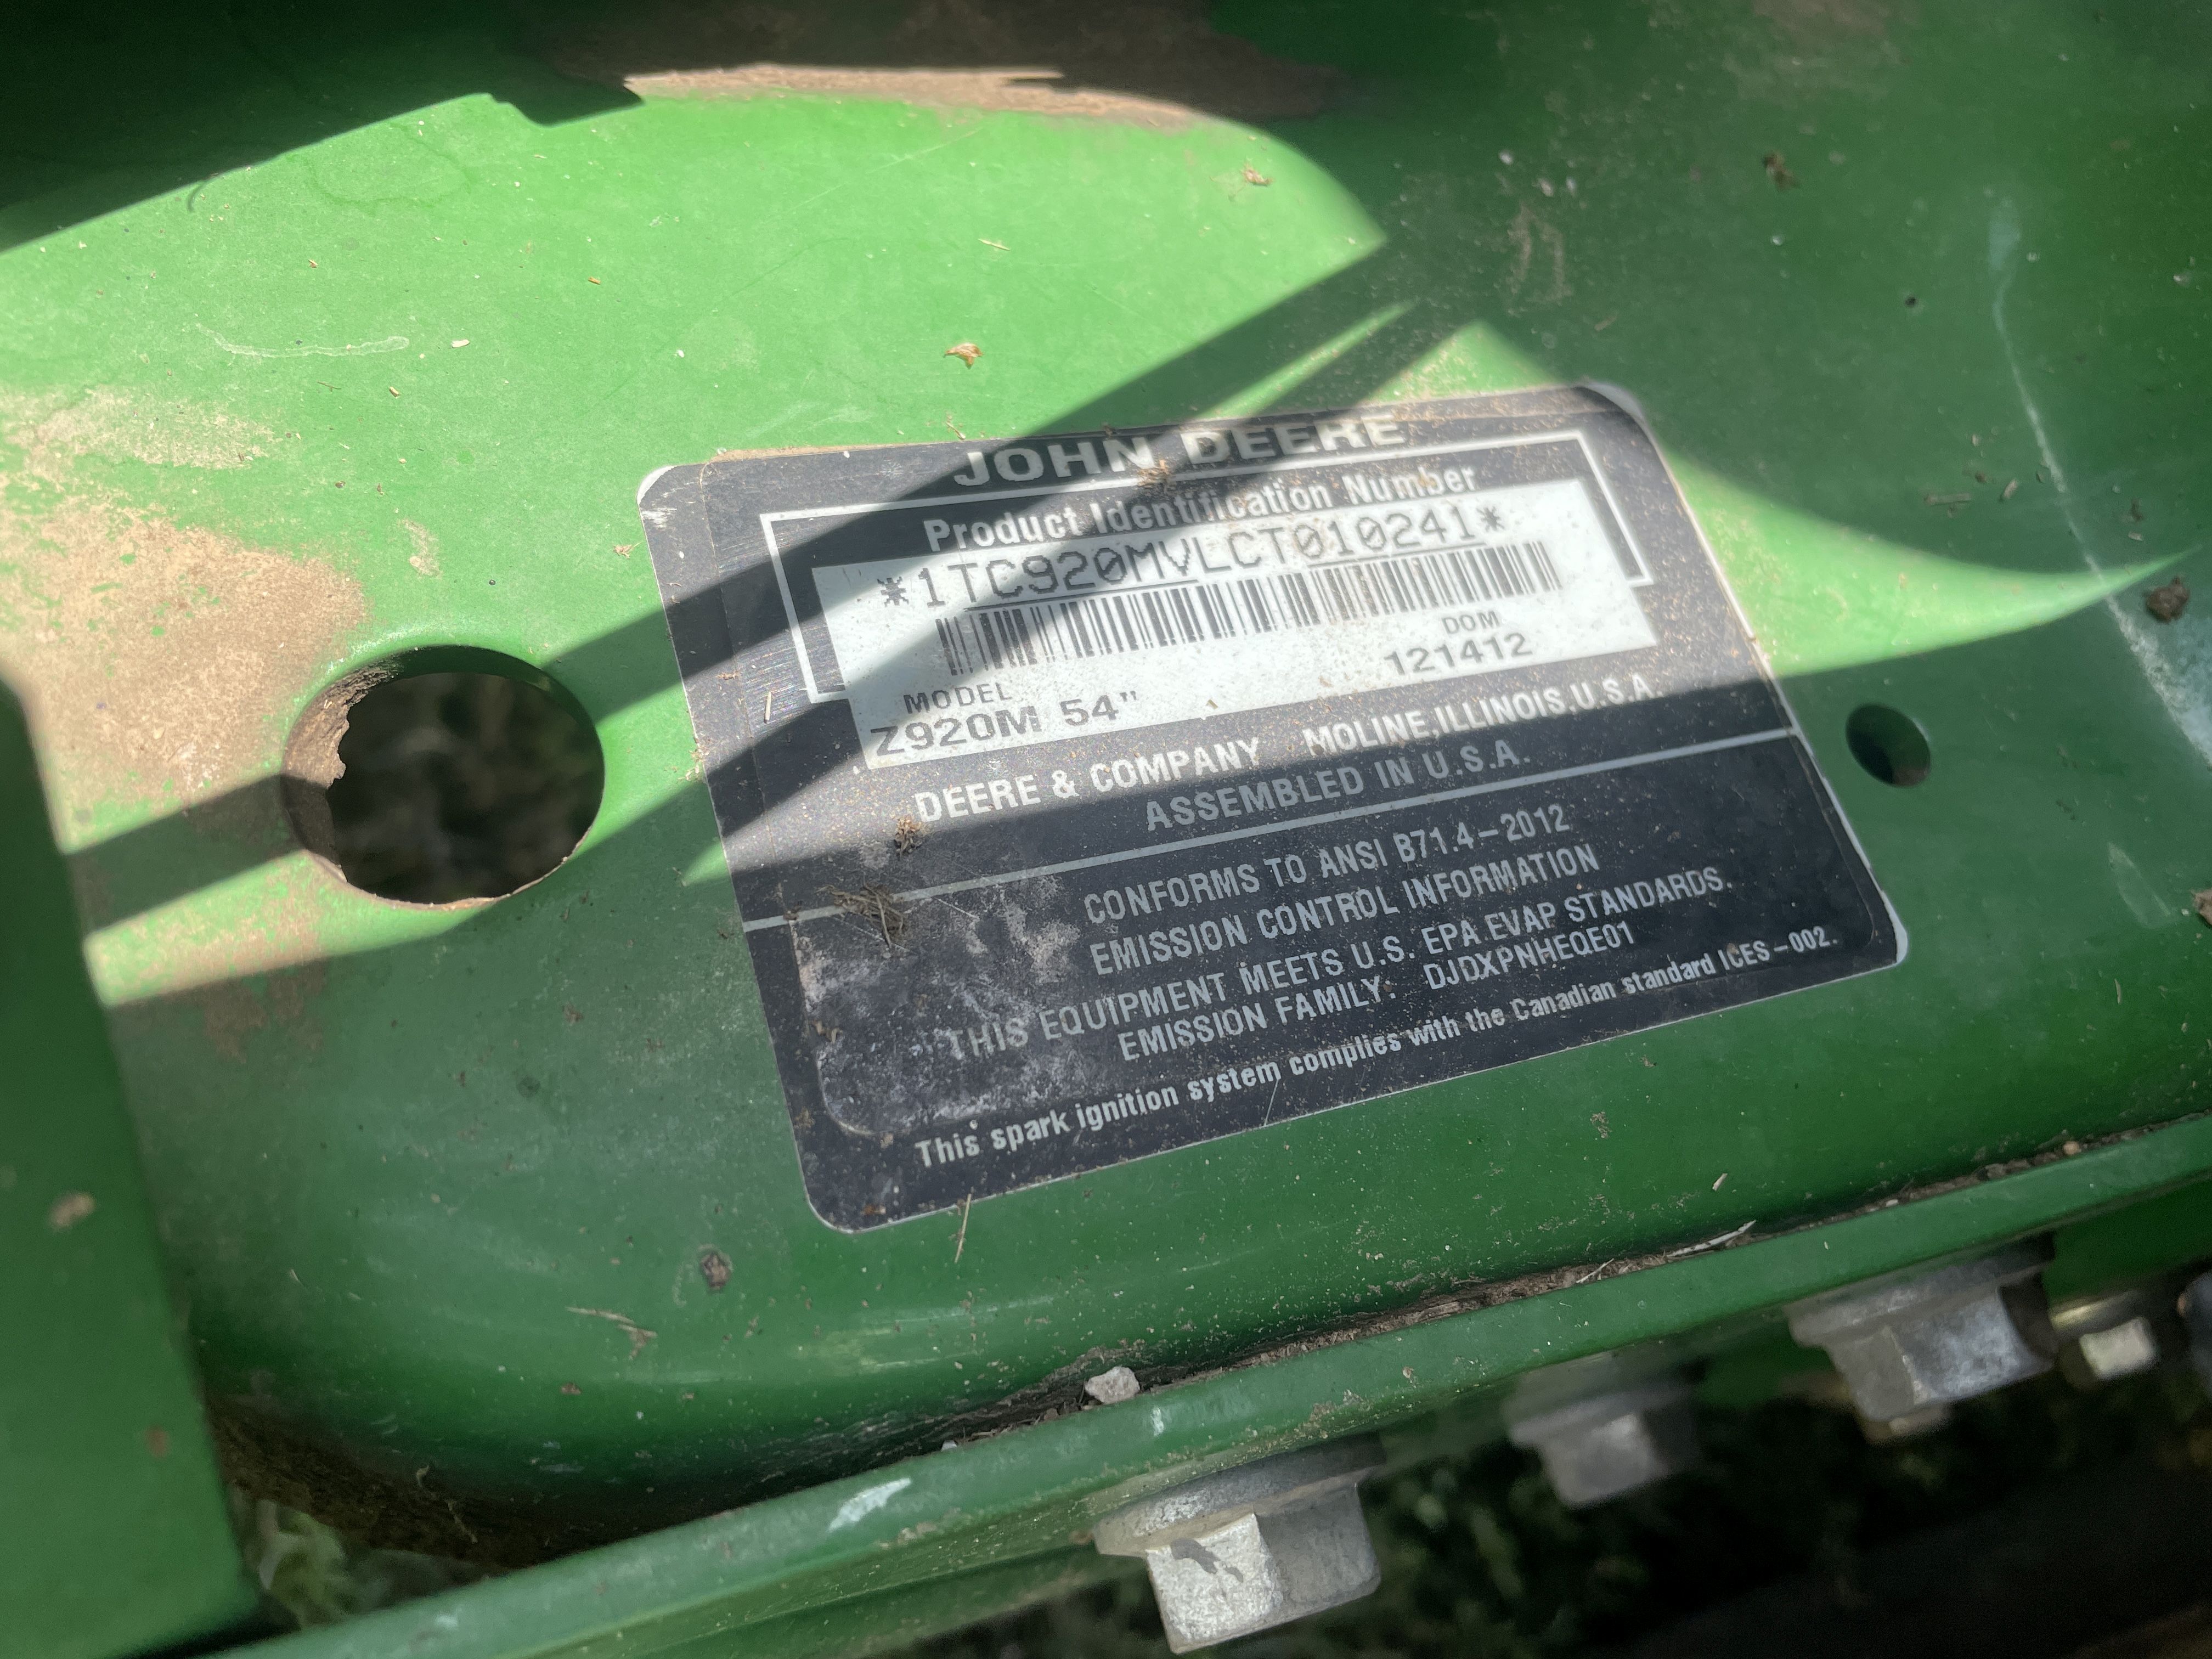 JOHN DEERE
Product Identification Number
*1TC920MVLCT010241*
DOM
121412
MODEL
Z920M 54"
DEERE & COMPANY MOLINE, ILLINOIS U.S.A.
ASSEMBLED IN U.S.A.
CONFORMS TO ANSI B71.4-2012
EMISSION CONTROL INFORMATION
THIS EQUIPMENT MEETS U.S. EPA EVAP STANDARDS.
EMISSION FAMILY: DJDXPNHEQE01
This spark ignition system complies with the Canadian standard ICES-002.